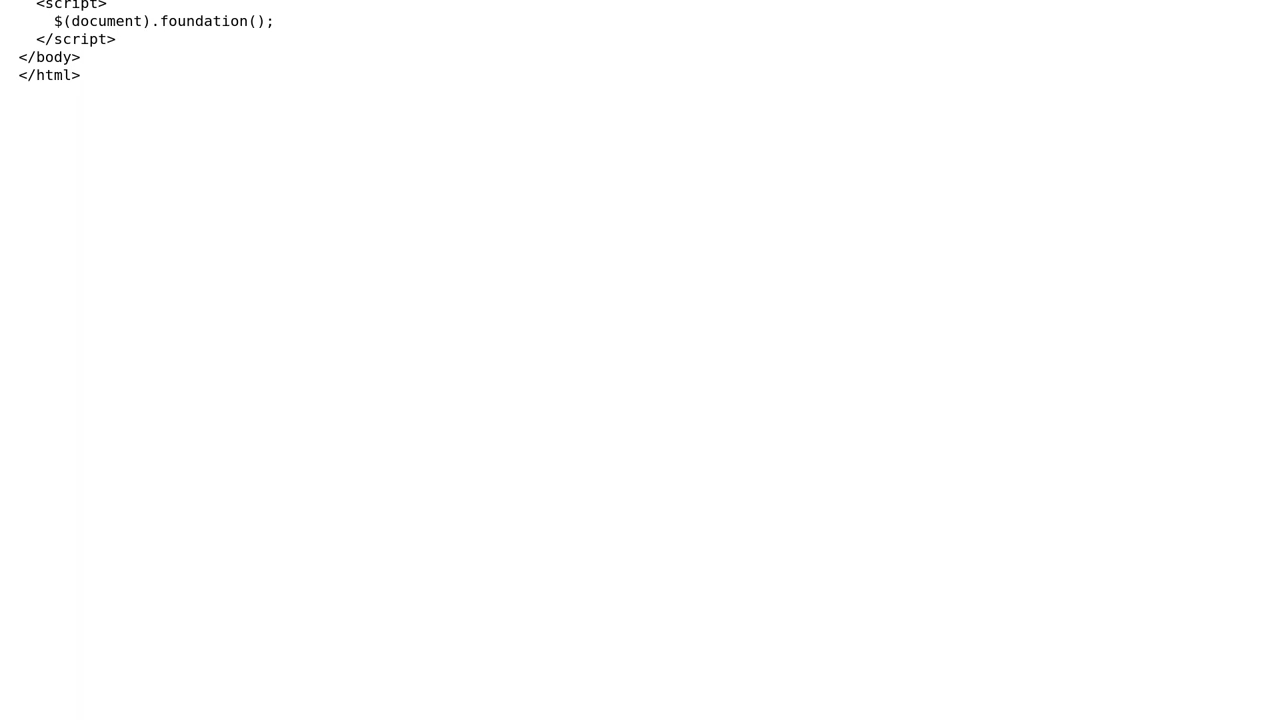 <script>
$(document).foundation();
</script>
</body>
</html>